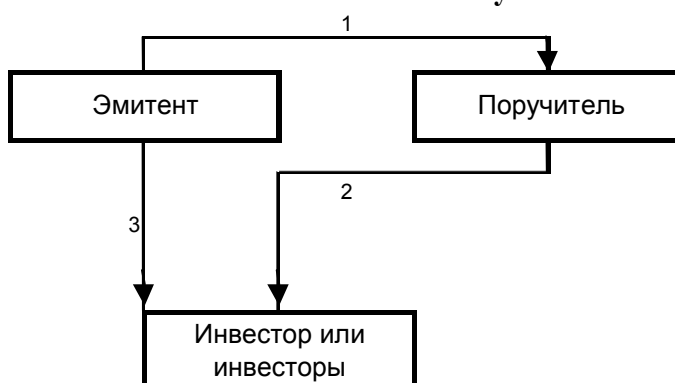 у
1
Эмитент
Поручитель
2
3
Инвестор или
инвесторы